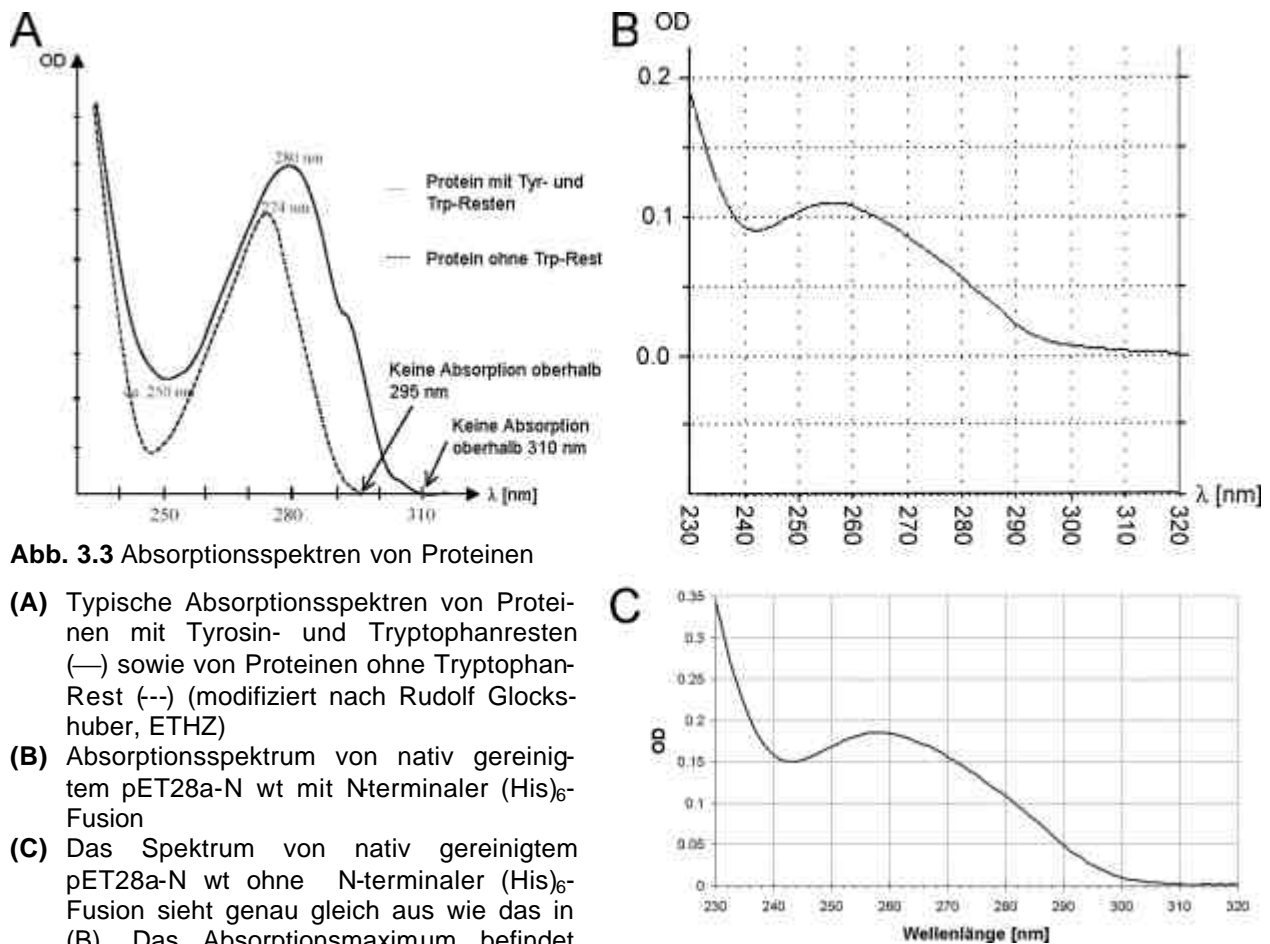 A
OD
280 nm
274 nm
Protein mit Tyr- und
Trp-Resten
Protein ohne Trp-Rest
ca. 250 nm
Keine Absorption oberhalb
295 nm
Keine Absorption
oberhalb 310 nm
λ [nm]
250 280 310
B
OD
0.2
0.1
0.0
λ [nm]
230 240 250 260 270 280 290 300 310 320
Abb. 3.3 Absorptionsspektren von Proteinen
(A) Typische Absorptionsspektren von Protei-
nen mit Tyrosin- und Tryptophanresten
(—) sowie von Proteinen ohne Tryptophan-
Rest (---) (modifiziert nach Rudolf Glocks-
huber, ETHZ)
(B) Absorptionsspektrum von nativ gereinig-
tem pET28a-N wt mit N-terminaler (His)6-
Fusion
(C) Das Spektrum von nativ gereinigtem
pET28a-N wt ohne N-terminaler (His)6-
Fusion sieht genau gleich aus wie das in
(B). Das Absorptionsmaximum befindet
C
0.35
0.3
0.25
0.2
0.15
0.1
0.05
0
OD
230 240 250 260 270 280 290 300 310 320
Wellenlänge [nm]